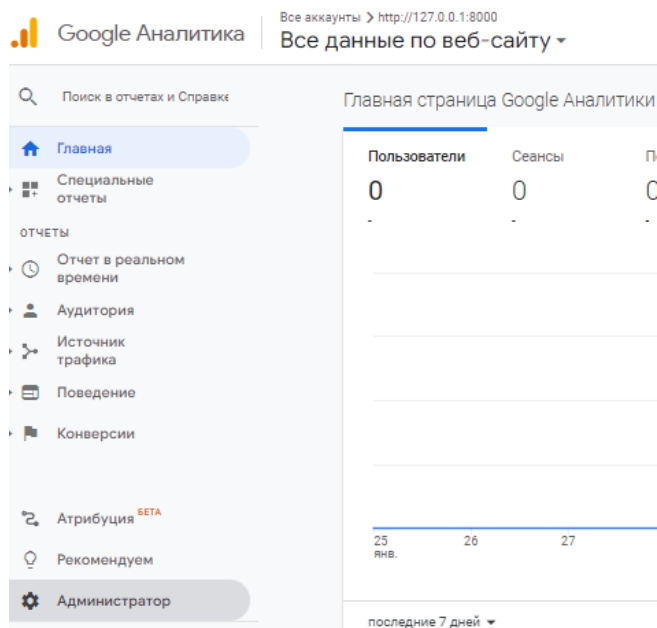 Google Аналитика
Все аккаунты > http://127.0.0.1:8000
Все данные по веб-сайту
Поиск в отчетах и Справке
Главная страница Google Аналитики
Главная
Специальные
отчеты
ОТЧЕТЫ
Отчет в реальном
времени
Аудитория
Источник
трафика
Поведение
Конверсии
Атрибуция БЕТА
Рекомендуем
Администратор
Пользователи
0
-
Сеансы
0
-
0
-
25
янв.
26
27
последние 7 дней